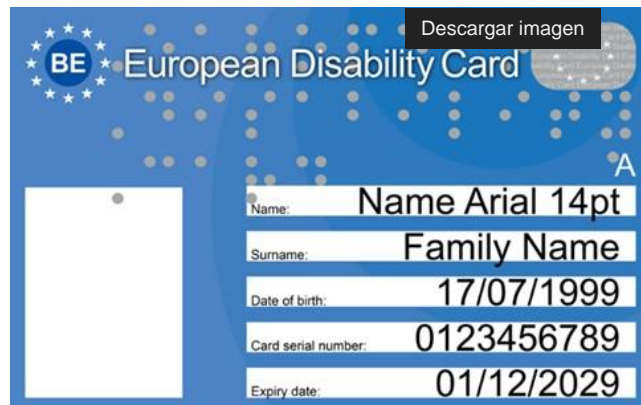 Descargar imagen
BE European Disability Card
A
Name: Name Arial 14pt
Surname: Family Name
Date of birth: 17/07/1999
Card serial number: 0123456789
Expiry date: 01/12/2029